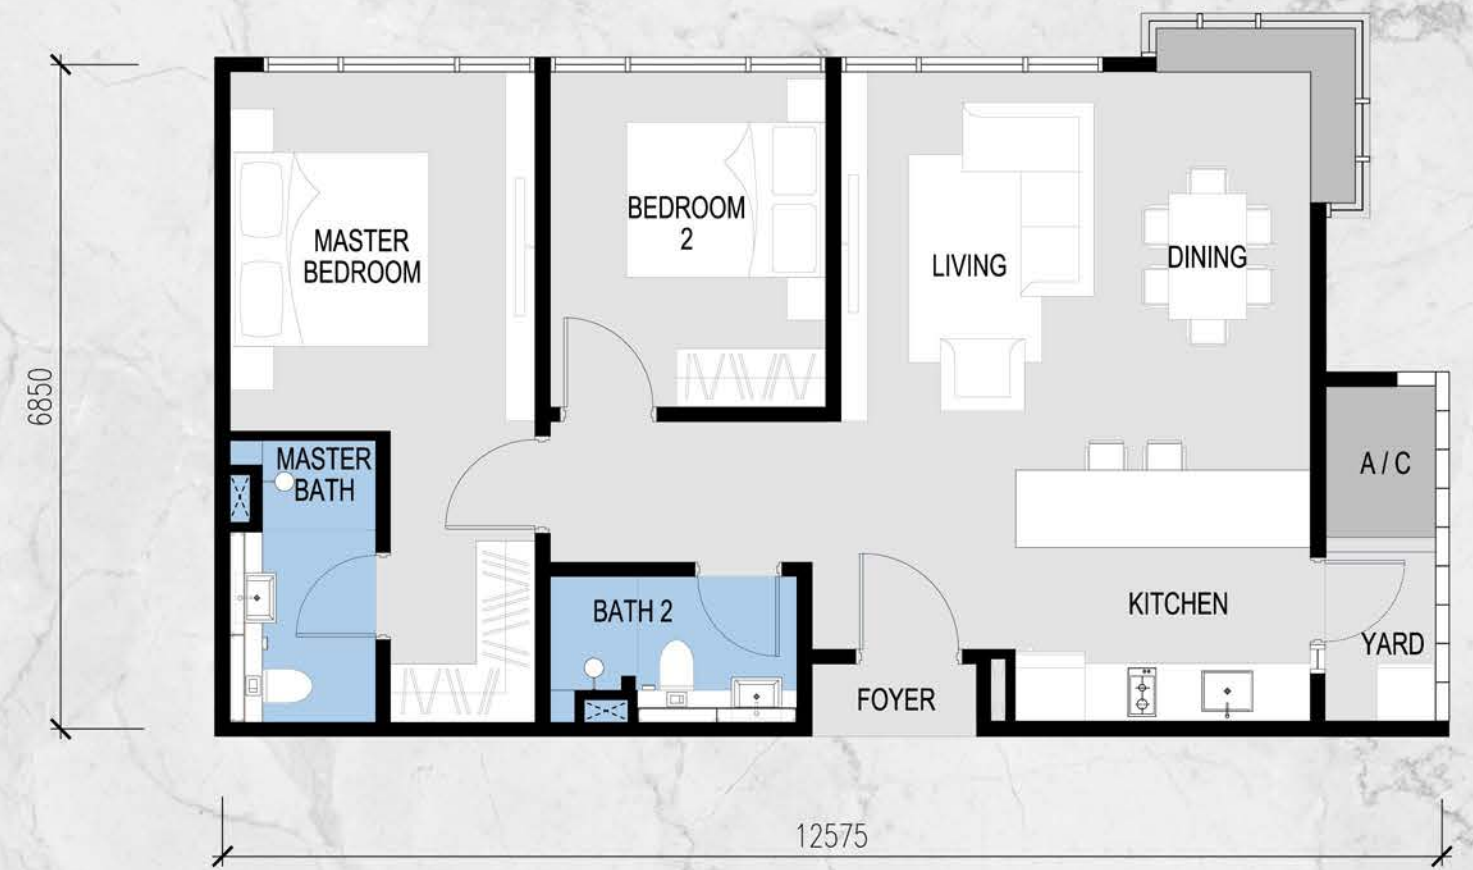 BEDROOM
2
MASTER
BEDROOM
LIVING
DINING
6850
MASTER
BATH
A / C
BATH 2
KITCHEN
YARD
FOYER
12575